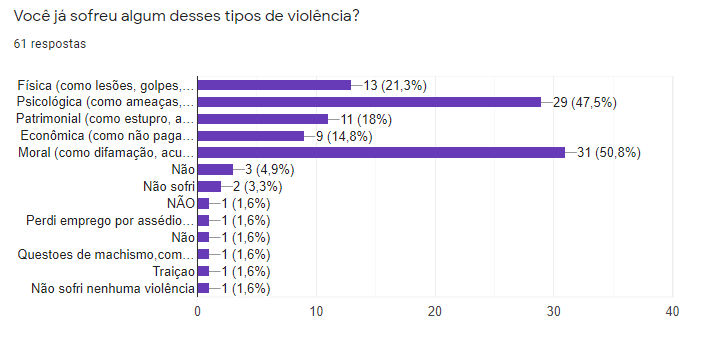 Você já sofreu algum desses tipos de violência?
61 respostas
Física (como lesões, golpes,... 13 (21,3%)
Psicológica (como ameaças,... 29 (47,5%)
Patrimonial (como estupro, a... 11 (18%)
Econômica (como não paga... 9 (14,8%)
Moral (como difamação, acu... 31 (50,8%)
Não 3 (4,9%)
Não sofri 2 (3,3%)
NÃO 1 (1,6%)
Perdi emprego por assédio... 1 (1,6%)
Não 1 (1,6%)
Questoes de machismo,com... 1 (1,6%)
Traiçao 1 (1,6%)
Não sofri nenhuma violência 1 (1,6%)
0 10 20 30 40